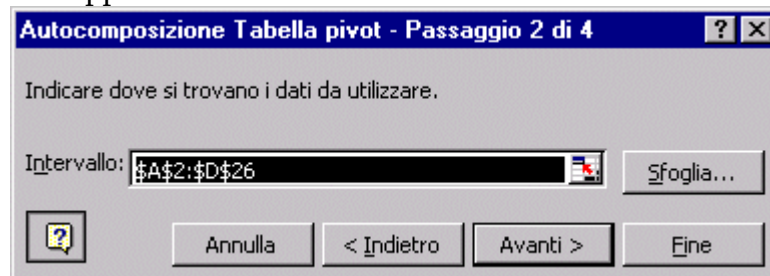 Autocomposizione Tabella pivot - Passaggio 2 di 4 ? ×
Indicare dove si trovano i dati da utilizzare.
Intervallo: $A$2:$D$26 Sfoglia...
? Annulla < Indietro Avanti > Fine